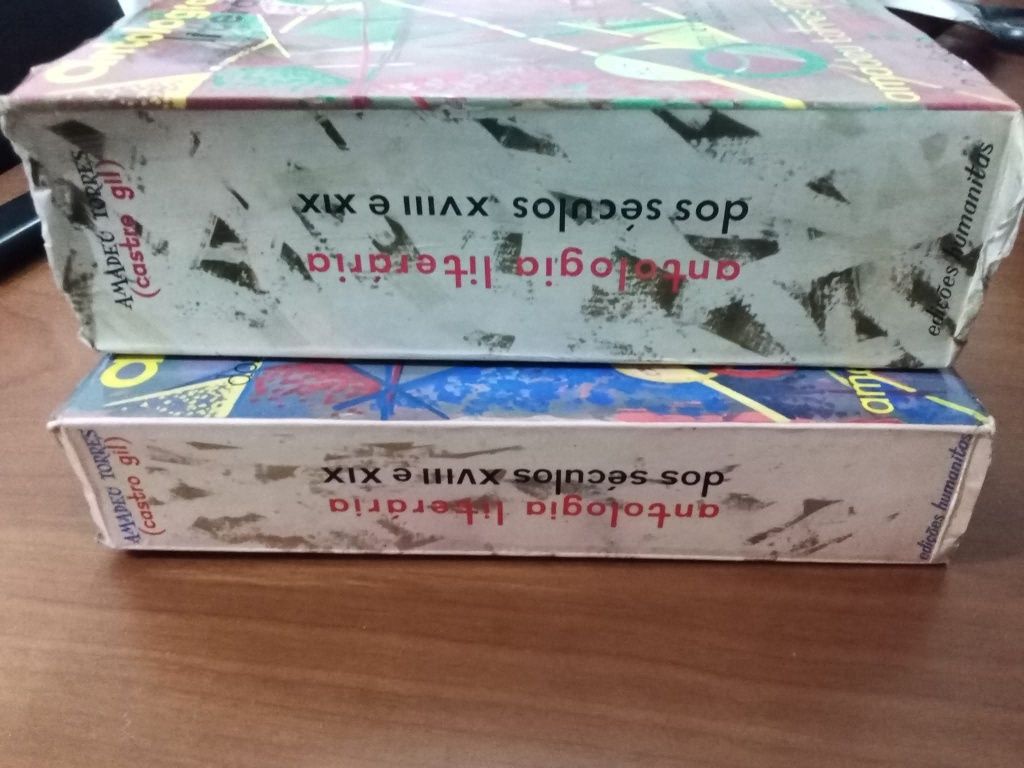 antologia
AMADEU TORRES
(castro gil)
antologia literária
dos séculos XVIII e XIX
edições humanitas
AMADEU TORRES
(castro gil)
antologia literária
dos séculos XVIII e XIX
edições humanitas